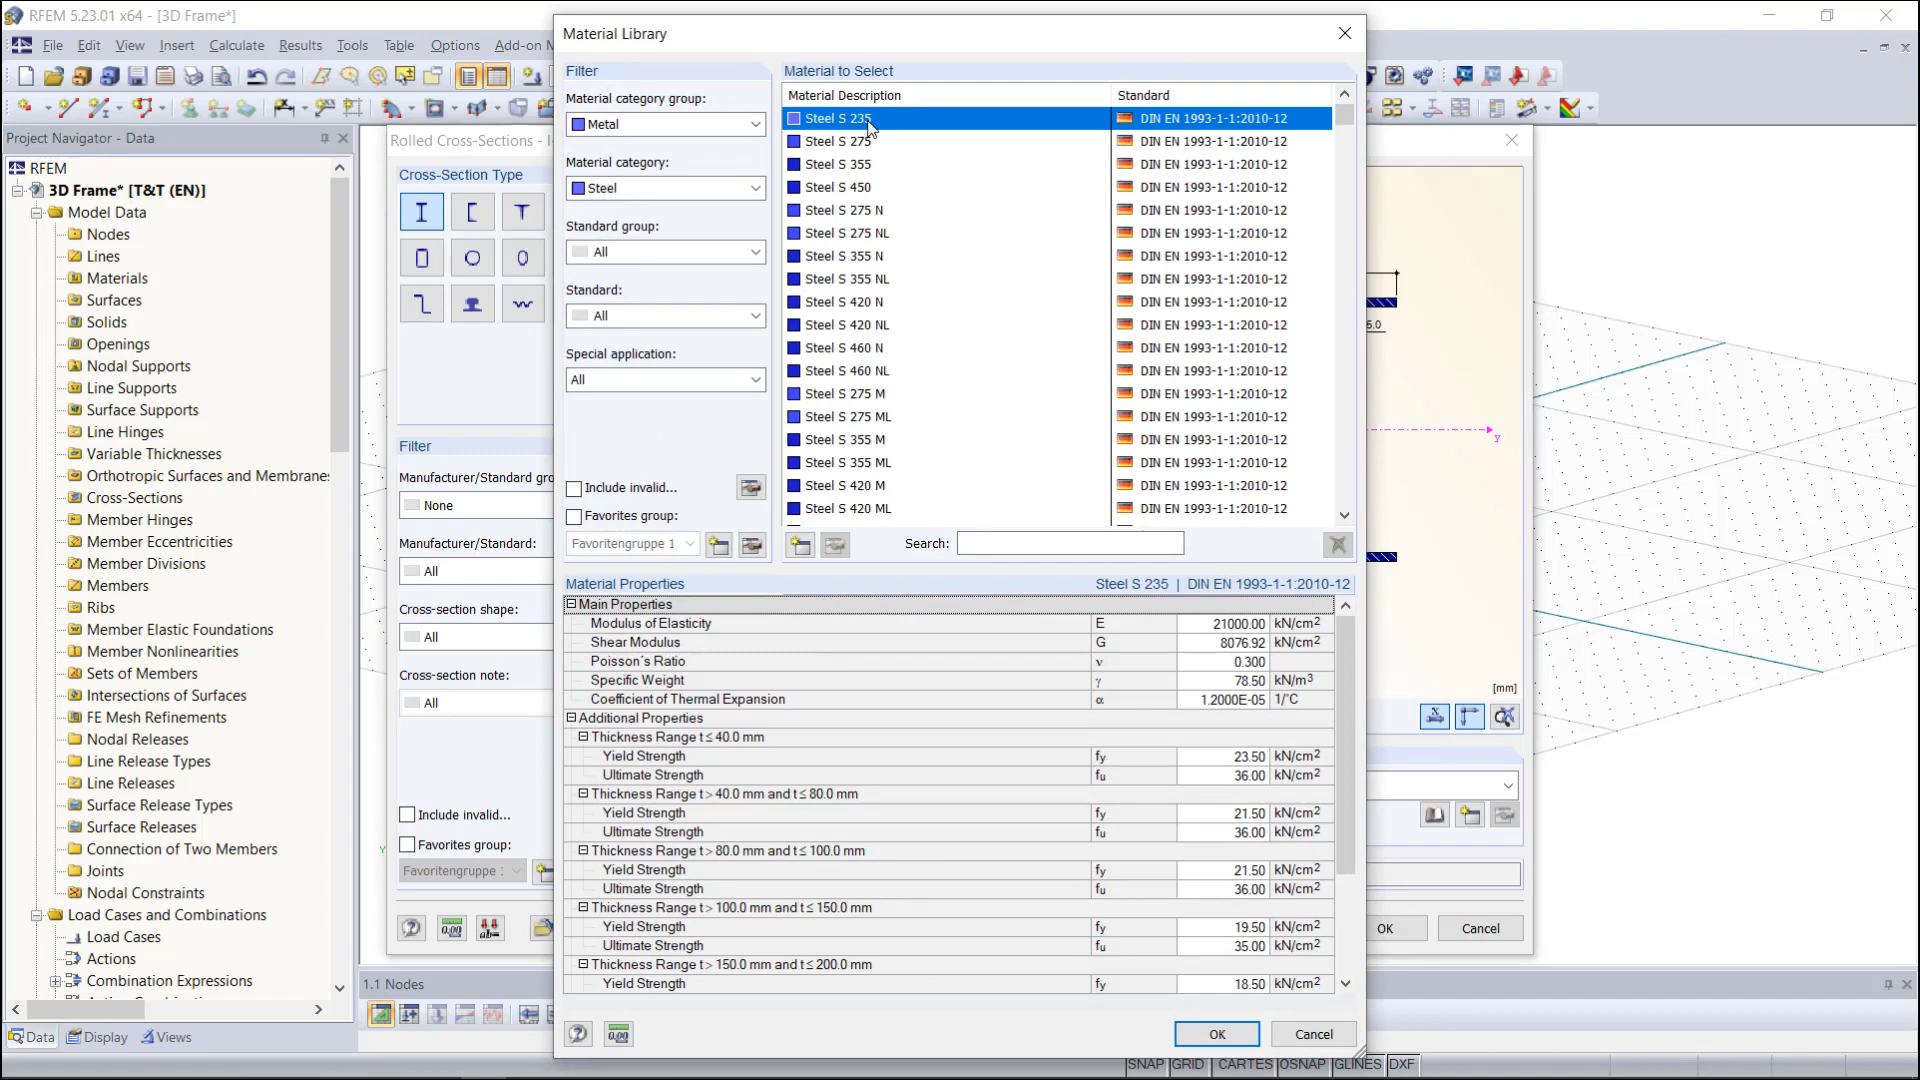 RFEM 5.23.01 x64 - [3D Frame*]
File Edit View Insert Calculate Results Tools Table Options Add-on M
Project Navigator - Data
RFEM
3D Frame* [T&T (EN)]
Model Data
Nodes
Lines
Materials
Surfaces
Solids
Openings
Nodal Supports
Line Supports
Surface Supports
Line Hinges
Variable Thicknesses
Orthotropic Surfaces and Membranes
Cross-Sections
Member Hinges
Member Eccentricities
Member Divisions
Members
Ribs
Member Elastic Foundations
Member Nonlinearities
Sets of Members
Intersections of Surfaces
FE Mesh Refinements
Nodal Releases
Line Release Types
Line Releases
Surface Release Types
Surface Releases
Connection of Two Members
Joints
Nodal Constraints
Load Cases and Combinations
Load Cases
Actions
Combination Expressions
Data Display Views
Rolled Cross-Sections - I-
Cross-Section Type
Filter
Manufacturer/Standard gro
None
Manufacturer/Standard:
All
Cross-section shape:
All
Cross-section note:
All
Include invalid...
Favorites group:
Favoritengruppe 1
5.0
y
[mm]
OK Cancel
1.1 Nodes
Material Library
Filter
Material category group:
Metal
Material category:
Steel
Standard group:
All
Standard:
All
Special application:
All
Include invalid...
Favorites group:
Favoritengruppe 1
Material to Select
Material Description Standard
Steel S 235 DIN EN 1993-1-1:2010-12
Steel S 275 DIN EN 1993-1-1:2010-12
Steel S 355 DIN EN 1993-1-1:2010-12
Steel S 450 DIN EN 1993-1-1:2010-12
Steel S 275 N DIN EN 1993-1-1:2010-12
Steel S 275 NL DIN EN 1993-1-1:2010-12
Steel S 355 N DIN EN 1993-1-1:2010-12
Steel S 355 NL DIN EN 1993-1-1:2010-12
Steel S 420 N DIN EN 1993-1-1:2010-12
Steel S 420 NL DIN EN 1993-1-1:2010-12
Steel S 460 N DIN EN 1993-1-1:2010-12
Steel S 460 NL DIN EN 1993-1-1:2010-12
Steel S 275 M DIN EN 1993-1-1:2010-12
Steel S 275 ML DIN EN 1993-1-1:2010-12
Steel S 355 M DIN EN 1993-1-1:2010-12
Steel S 355 ML DIN EN 1993-1-1:2010-12
Steel S 420 M DIN EN 1993-1-1:2010-12
Steel S 420 ML DIN EN 1993-1-1:2010-12
Search:
Material Properties Steel S 235 | DIN EN 1993-1-1:2010-12
Main Properties
Modulus of Elasticity E 21000.00 kN/cm2
Shear Modulus G 8076.92 kN/cm2
Poisson´s Ratio ν 0.300
Specific Weight γ 78.50 kN/m3
Coefficient of Thermal Expansion α 1.2000E-05 1/°C
Additional Properties
Thickness Range t ≤ 40.0 mm
Yield Strength fy 23.50 kN/cm2
Ultimate Strength fu 36.00 kN/cm2
Thickness Range t > 40.0 mm and t ≤ 80.0 mm
Yield Strength fy 21.50 kN/cm2
Ultimate Strength fu 36.00 kN/cm2
Thickness Range t > 80.0 mm and t ≤ 100.0 mm
Yield Strength fy 21.50 kN/cm2
Ultimate Strength fu 36.00 kN/cm2
Thickness Range t > 100.0 mm and t ≤ 150.0 mm
Yield Strength fy 19.50 kN/cm2
Ultimate Strength fu 35.00 kN/cm2
Thickness Range t > 150.0 mm and t ≤ 200.0 mm
Yield Strength fy 18.50 kN/cm2
OK Cancel
SNAP GRID CARTES OSNAP GLINES DXF